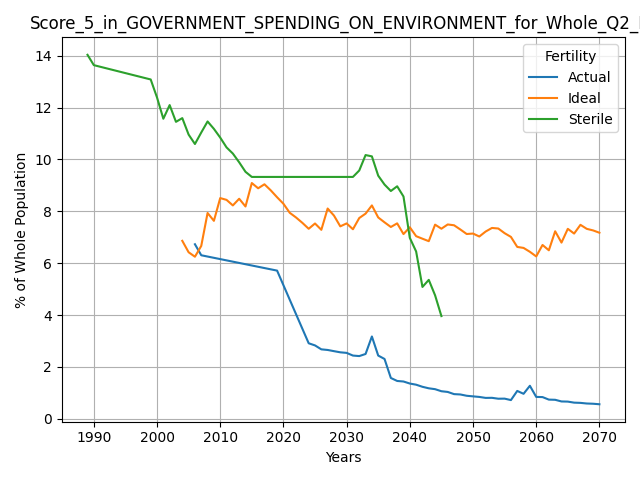 Score_5_in_GOVERNMENT_SPENDING_ON_ENVIRONMENT_for_Whole_Q2_
Fertility
Actual
Ideal
Sterile
% of Whole Population
14
12
10
8
6
4
2
0
1990 2000 2010 2020 2030 2040 2050 2060 2070
Years